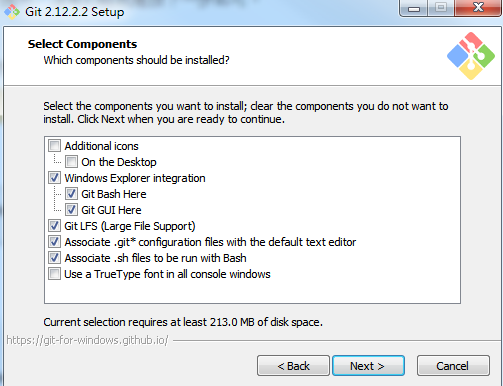 Git 2.12.2.2 Setup
Select Components
Which components should be installed?
Select the components you want to install; clear the components you do not want to
install. Click Next when you are ready to continue.
Additional icons
On the Desktop
Windows Explorer integration
Git Bash Here
Git GUI Here
Git LFS (Large File Support)
Associate .git* configuration files with the default text editor
Associate .sh files to be run with Bash
Use a TrueType font in all console windows
Current selection requires at least 213.0 MB of disk space.
https://git-for-windows.github.io/
< Back
Next >
Cancel